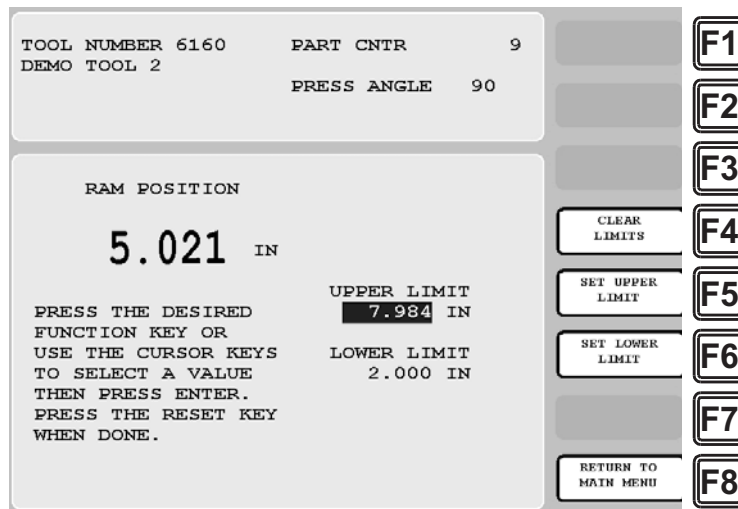 TOOL NUMBER 6160
DEMO TOOL 2
PART CNTR 9
PRESS ANGLE 90
RAM POSITION
5.021 IN
PRESS THE DESIRED
FUNCTION KEY OR
USE THE CURSOR KEYS
TO SELECT A VALUE
THEN PRESS ENTER.
PRESS THE RESET KEY
WHEN DONE.
UPPER LIMIT
7.984 IN
LOWER LIMIT
2.000 IN
F1
F2
F3
CLEAR
LIMITS
F4
SET UPPER
LIMIT
F5
SET LOWER
LIMIT
F6
F7
RETURN TO
MAIN MENU
F8